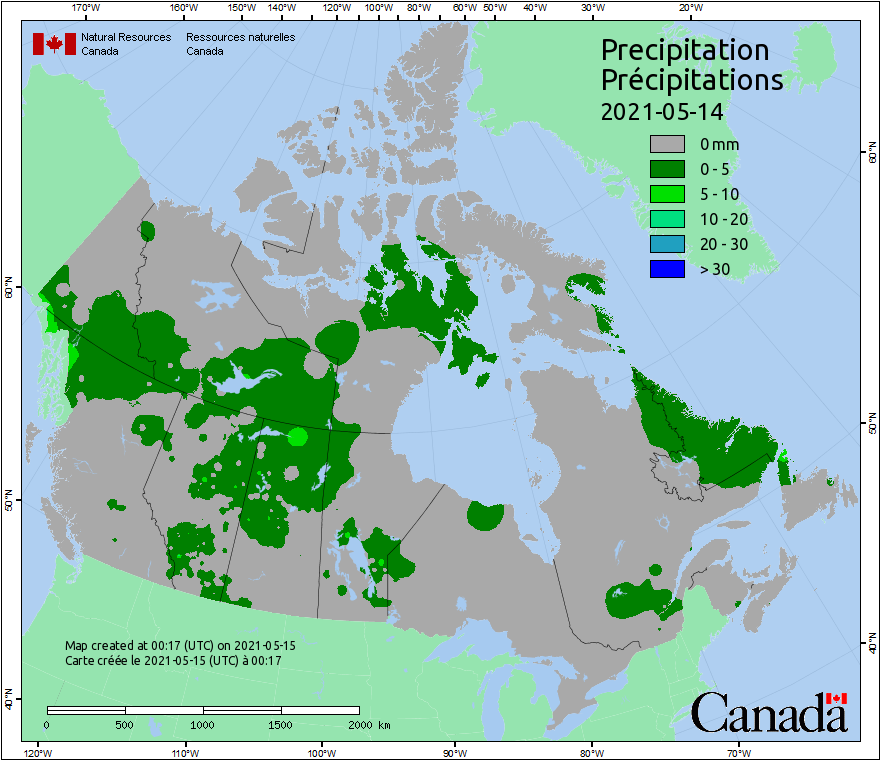 170°W 160°W 150°W 140°W 130°W 120°W 110°W 100°W 90°W 80°W 70°W 60°W 50°W 40°W 30°W 20°W
Natural Resources Ressources naturelles
Canada Canada
Precipitation
Précipitations
2021-05-14
0 mm
0 - 5
5 - 10
10 - 20
20 - 30
> 30
60°N 60°N
50°N 50°N
40°N 40°N
Map created at 00:17 (UTC) on 2021-05-15
Carte créée le 2021-05-15 (UTC) à 00:17
0 500 1000 1500 2000 km
Canada
120°W 110°W 100°W 90°W 80°W 70°W